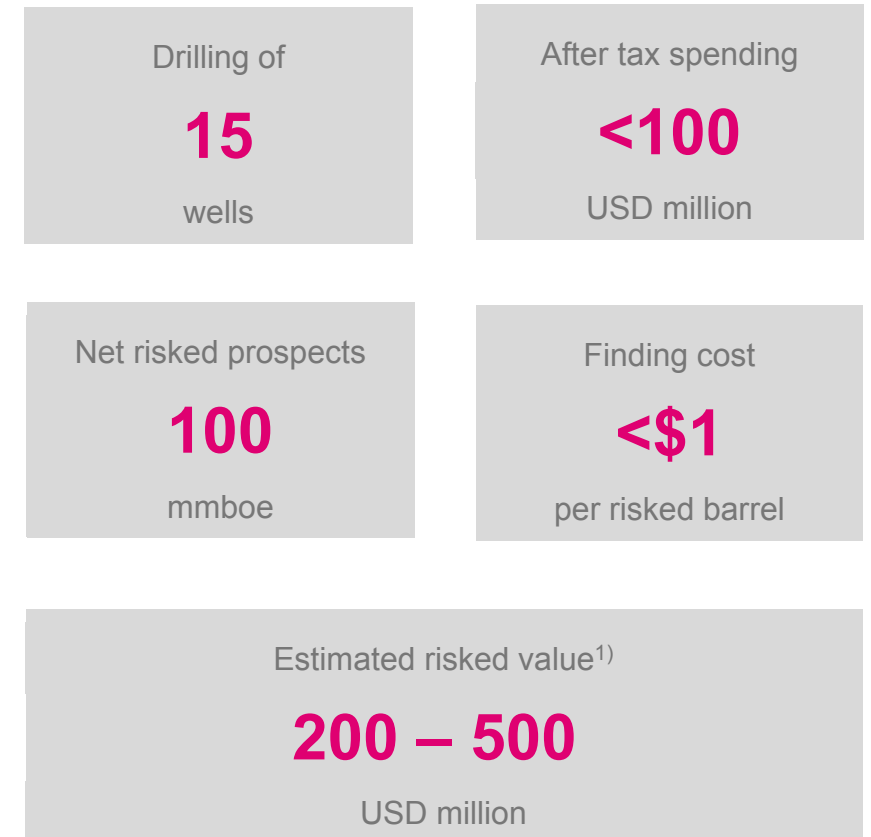 Drilling of
15
wells
After tax spending
<100
USD million
Net risked prospects
100
mmboe
Finding cost
<$1
per risked barrel
Estimated risked value1)
200 – 500
USD million